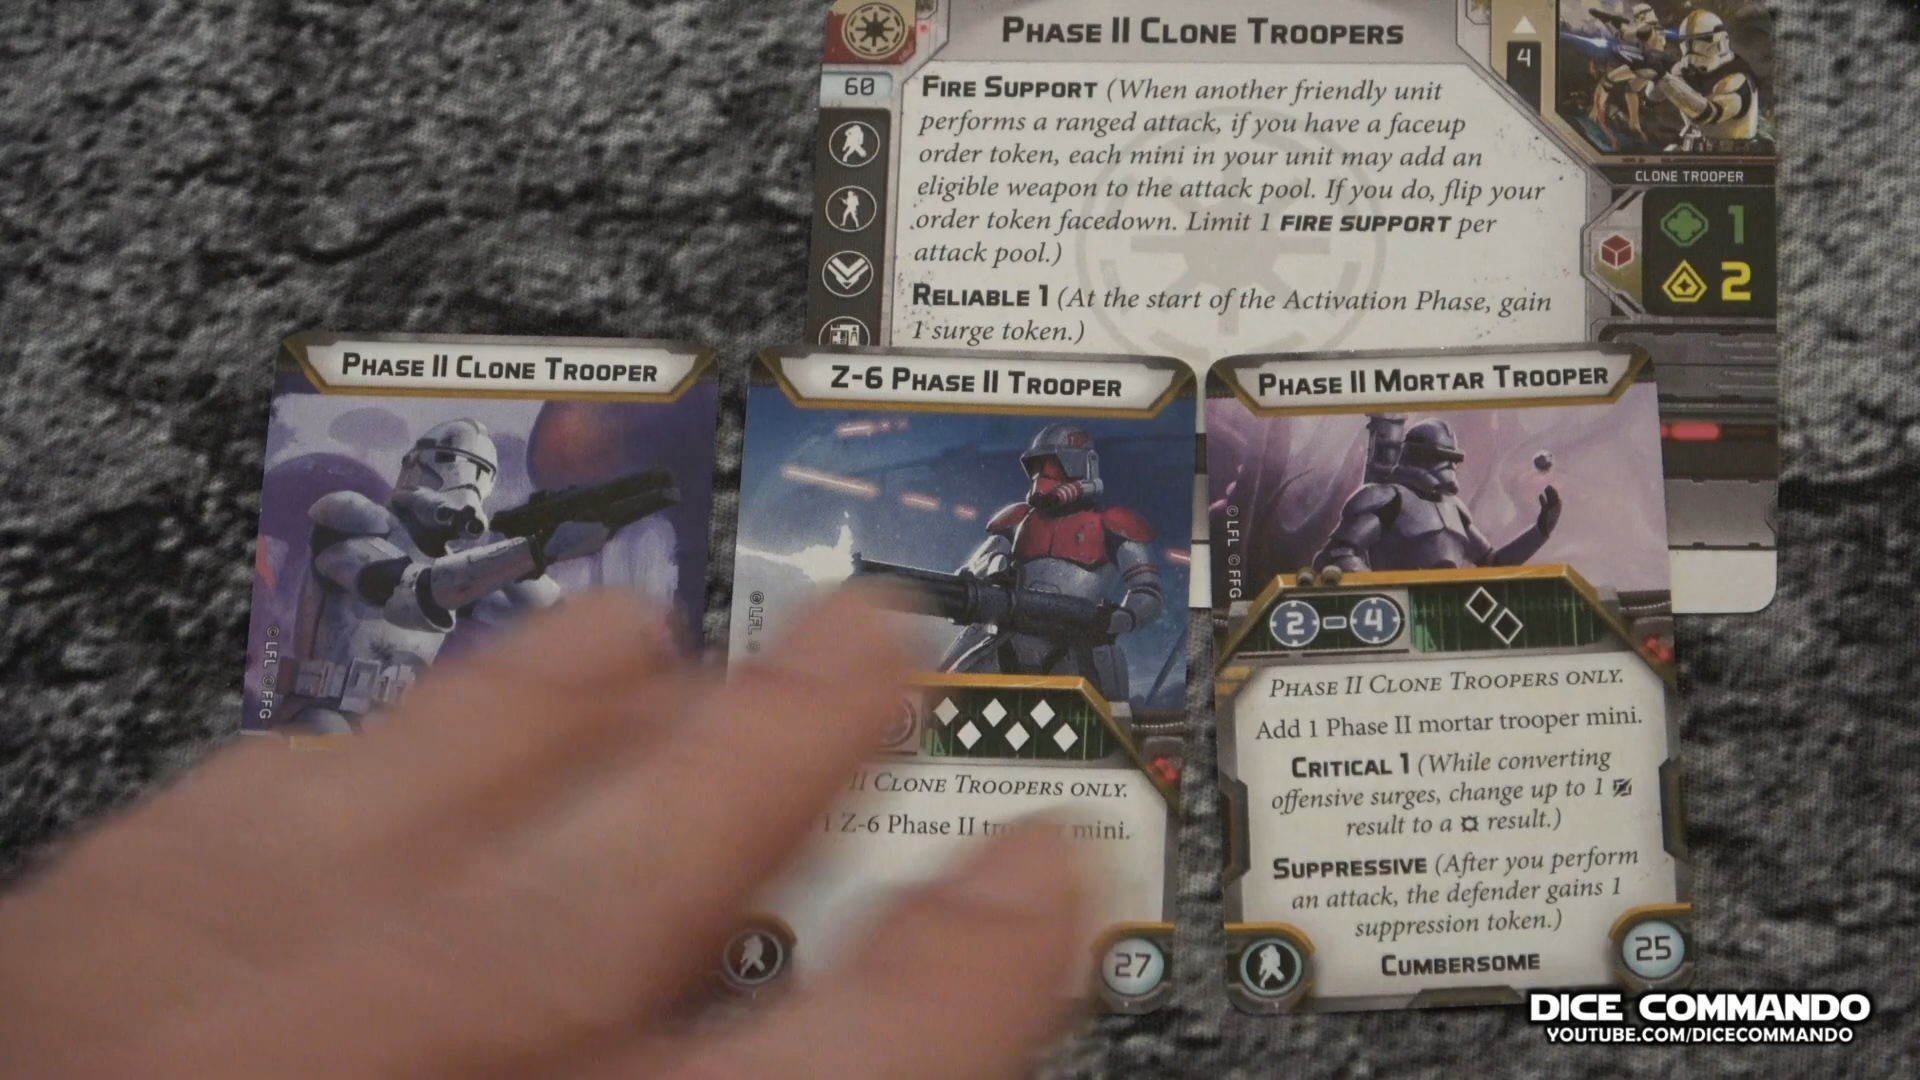 PHASE II CLONE TROOPERS
4
60
FIRE SUPPORT (When another friendly unit
performs a ranged attack, if you have a faceup
order token, each mini in your unit may add an
eligible weapon to the attack pool. If you do, flip your
order token facedown. Limit 1 FIRE SUPPORT per
attack pool.)
RELIABLE 1 (At the start of the Activation Phase, gain
1 surge token.)
CLONE TROOPER
1
2
PHASE II CLONE TROOPER
©LFL ©FFG
Z-6 PHASE II TROOPER
©LFL
II CLONE TROOPERS ONLY.
1 Z-6 Phase II trooper mini.
27
PHASE II MORTAR TROOPER
©LFL ©FFG
2-4
PHASE II CLONE TROOPERS ONLY.
Add 1 Phase II mortar trooper mini.
CRITICAL 1 (While converting
offensive surges, change up to 1
result to a result.)
SUPPRESSIVE (After you perform
an attack, the defender gains 1
suppression token.)
CUMBERSOME
25
DICE COMMANDO
YOUTUBE.COM/DICECOMMANDO